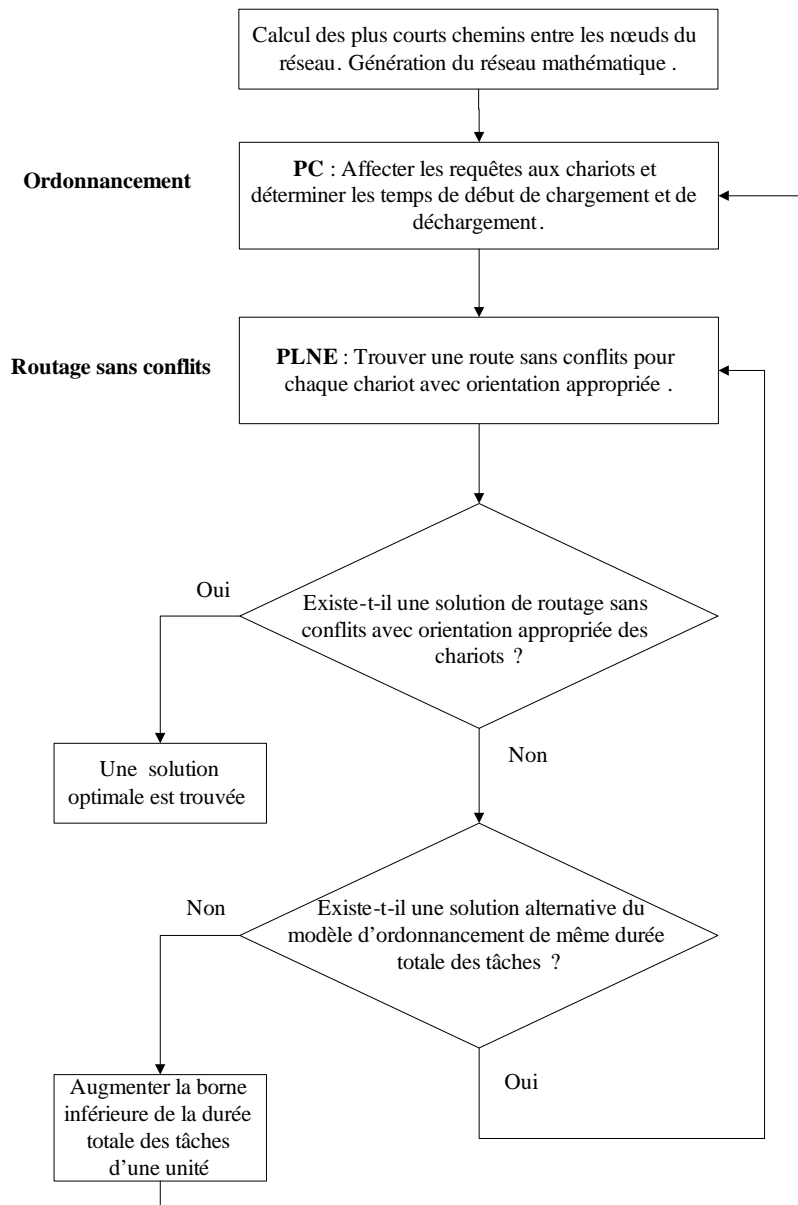 Calcul des plus courts chemins entre les nœuds du
réseau. Génération du réseau mathématique .
Ordonnancement
PC : Affecter les requêtes aux chariots et
déterminer les temps de début de chargement et de
déchargement.
Routage sans conflits
PLNE : Trouver une route sans conflits pour
chaque chariot avec orientation appropriée .
Oui
Existe-t-il une solution de routage sans
conflits avec orientation appropriée des
chariots ?
Non
Une solution
optimale est trouvée
Non
Existe-t-il une solution alternative du
modèle d’ordonnancement de même durée
totale des tâches ?
Oui
Augmenter la borne
inférieure de la durée
totale des tâches
d’une unité